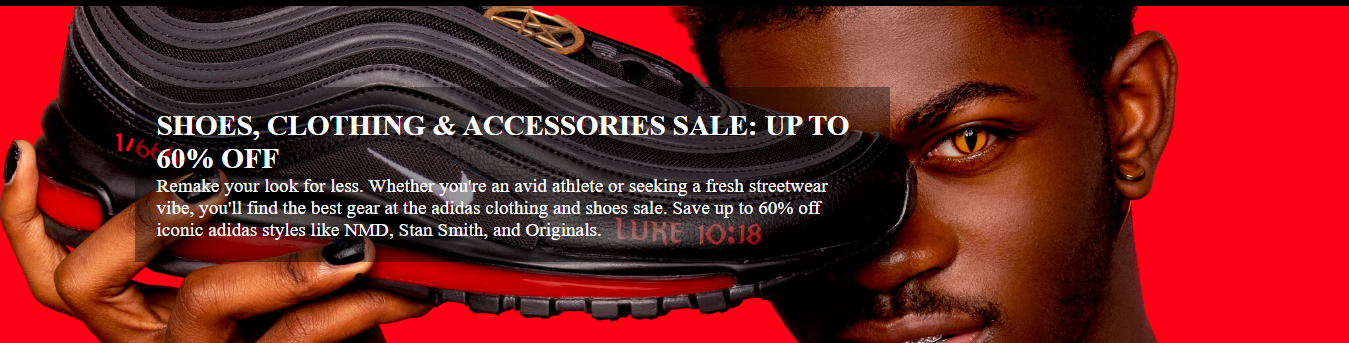 SHOES, CLOTHING & ACCESSORIES SALE: UP TO
60% OFF
Remake your look for less. Whether you're an avid athlete or seeking a fresh streetwear
vibe, you'll find the best gear at the adidas clothing and shoes sale. Save up to 60% off
iconic adidas styles like NMD, Stan Smith, and Originals.
LUKE 10:18